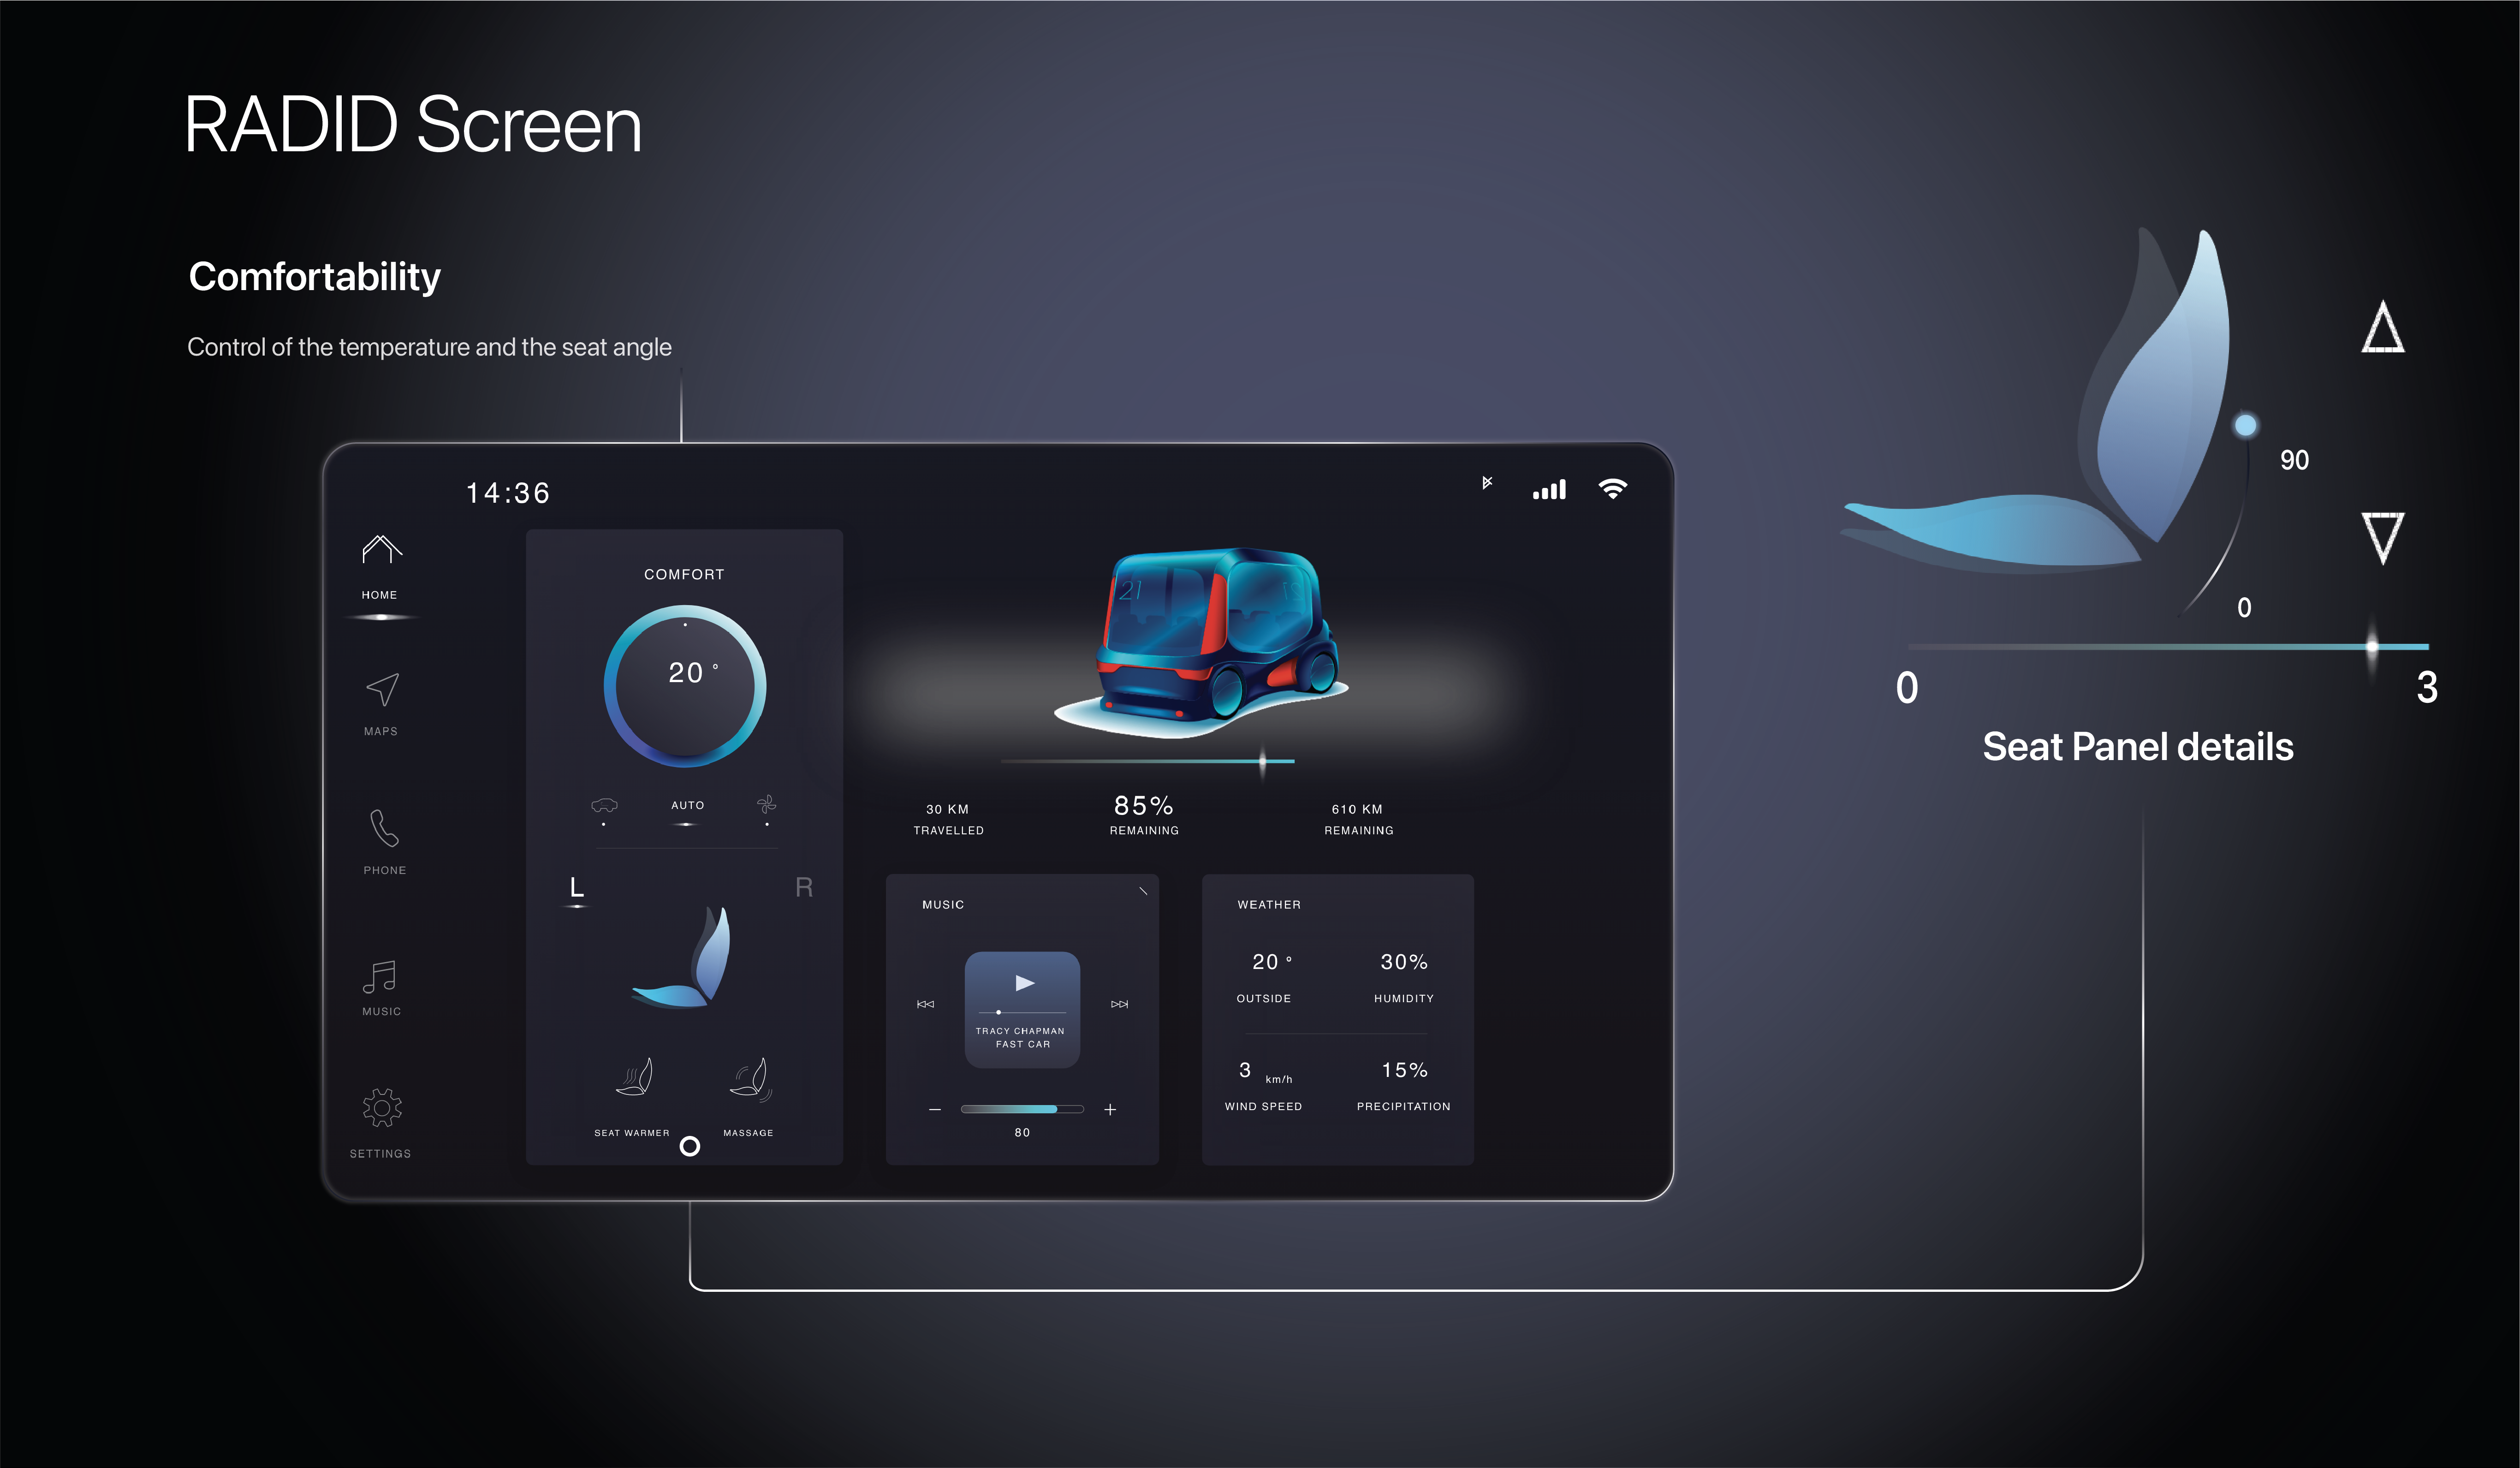 RADID Screen
Comfortability
Control of the temperature and the seat angle
14:36
HOME
MAPS
PHONE
MUSIC
SETTINGS
COMFORT
20 °
AUTO
L
R
SEAT WARMER
MASSAGE
21
30 KM
TRAVELLED
85%
REMAINING
610 KM
REMAINING
MUSIC
TRACY CHAPMAN
FAST CAR
80
WEATHER
20 °
OUTSIDE
30%
HUMIDITY
3 km/h
WIND SPEED
15%
PRECIPITATION
90
0
0
3
Seat Panel details